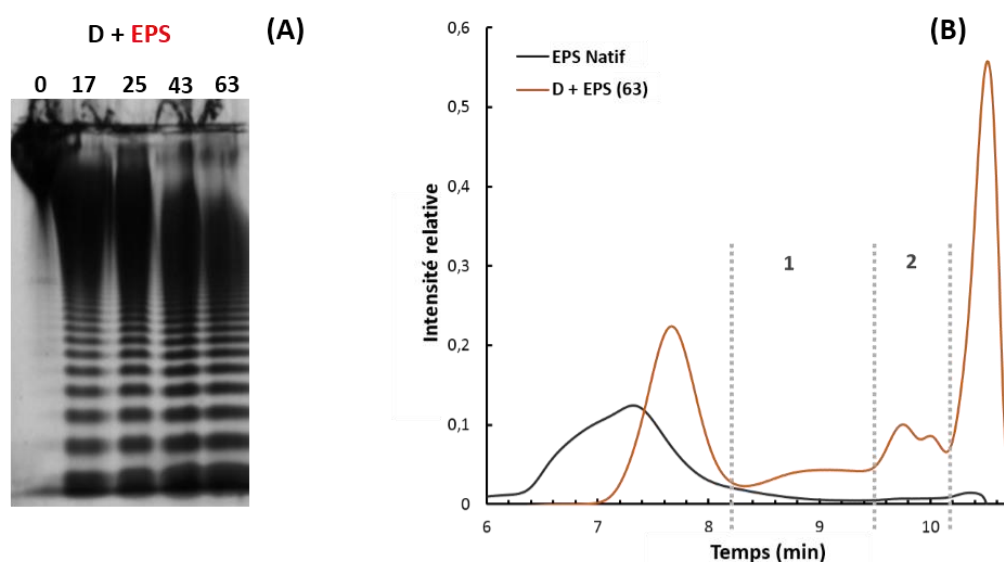 D + EPS
(A)
0 17 25 43 63
(B)
EPS Natif
D + EPS (63)
Intensité relative
0,6
0,5
0,4
0,3
0,2
0,1
0
1
2
6 7 8 9 10
Temps (min)